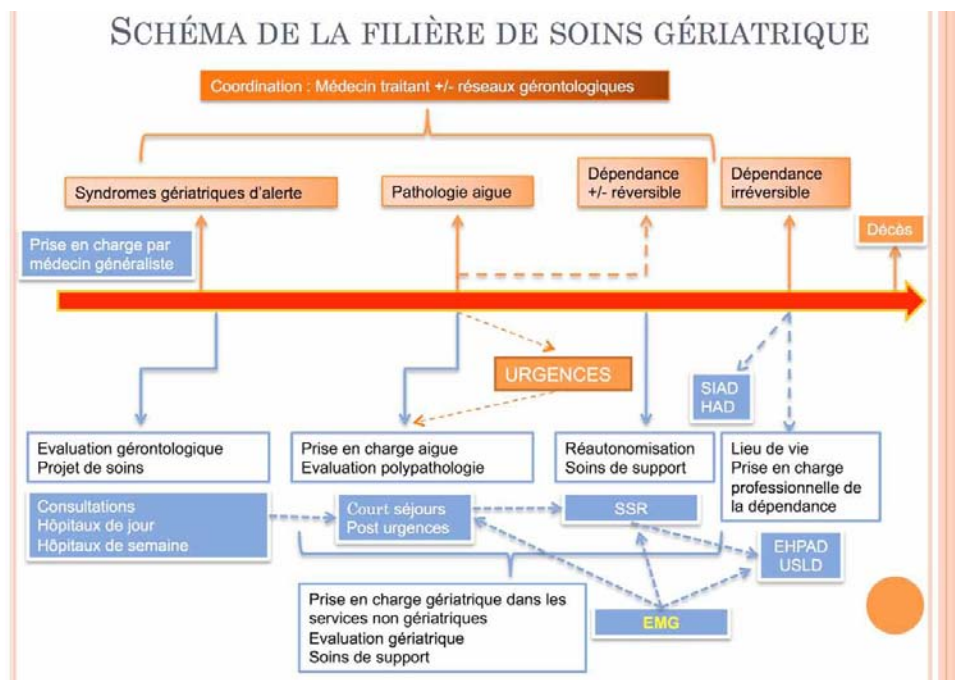 SCHÉMA DE LA FILIÈRE DE SOINS GÉRIATRIQUE
Coordination : Médecin traitant +/- réseaux gérontologiques
Syndromes gériatriques d'alerte
Pathologie aigue
Dépendance
+/- réversible
Dépendance
irréversible
Décès
Prise en charge par
médecin généraliste
URGENCES
SIAD
HAD
Evaluation gérontologique
Projet de soins
Prise en charge aigue
Evaluation polypathologie
Réautonomisation
Soins de support
Lieu de vie
Prise en charge
professionnelle de
la dépendance
Consultations
Hôpitaux de jour
Hôpitaux de semaine
Court séjours
Post urgences
SSR
EHPAD
USLD
Prise en charge gériatrique dans les
services non gériatriques
Evaluation gériatrique
Soins de support
EMG